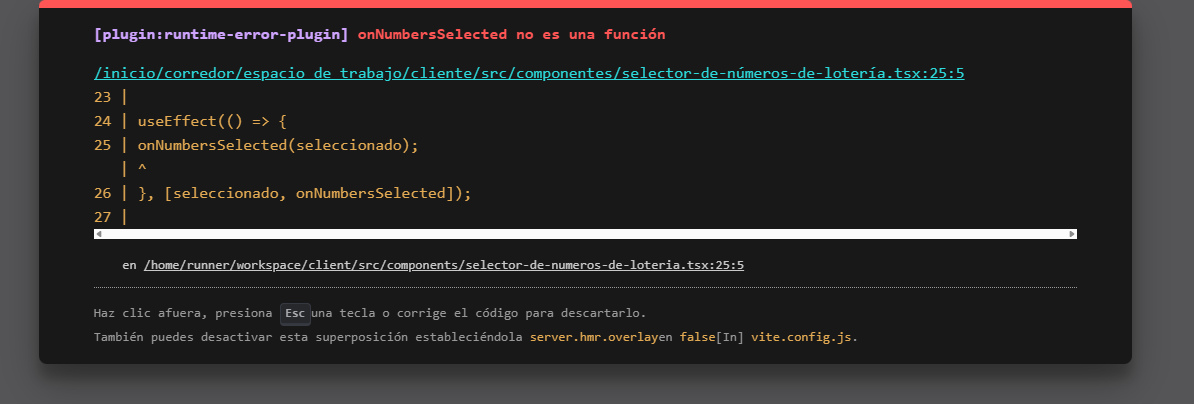 [plugin:runtime-error-plugin] onNumbersSelected no es una función
/inicio/corredor/espacio de trabajo/cliente/src/componentes/selector-de-números-de-lotería.tsx:25:5
23 |
24 | useEffect(() => {
25 | onNumbersSelected(seleccionado);
| ^
26 | }, [seleccionado, onNumbersSelected]);
27 |
en /home/runner/workspace/client/src/components/selector-de-numeros-de-loteria.tsx:25:5
Haz clic afuera, presiona Esc una tecla o corrige el código para descartarlo.
También puedes desactivar esta superposición estableciéndola server.hmr.overlayen false[In] vite.config.js.